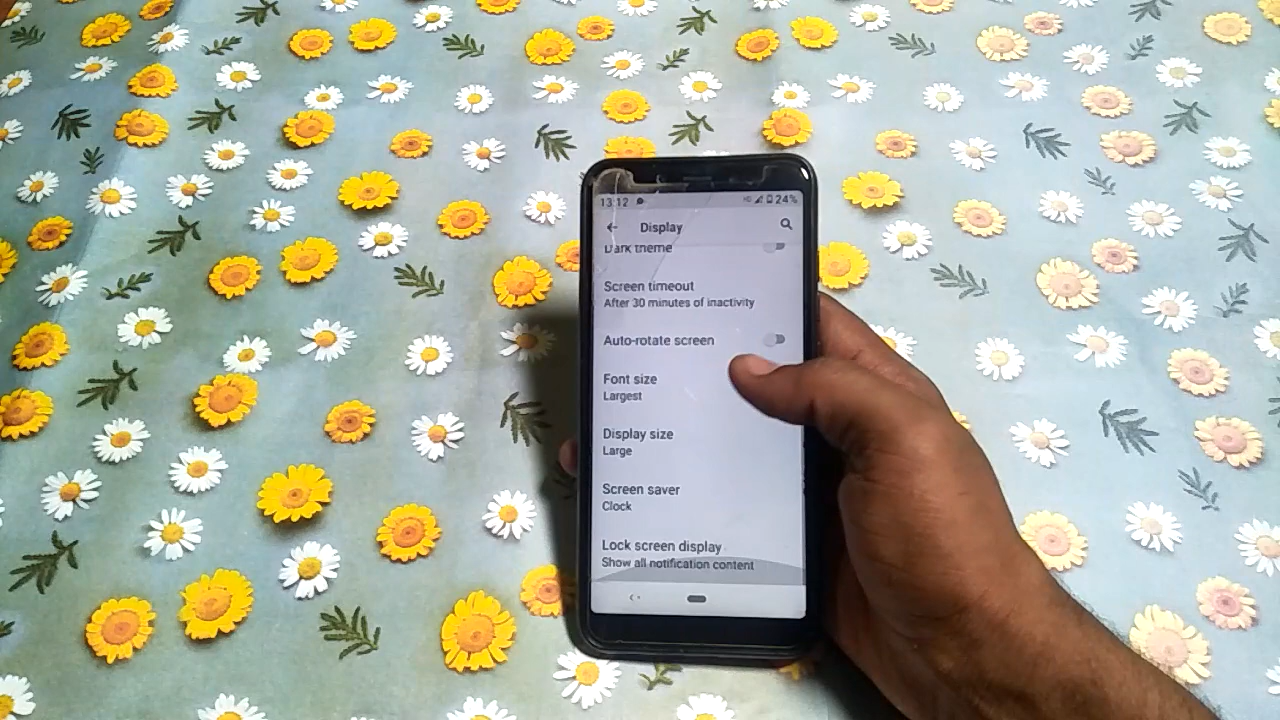 13:12 24%
Display
Dark theme
Screen timeout
After 30 minutes of inactivity
Auto-rotate screen
Font size
Largest
Display size
Large
Screen saver
Clock
Lock screen display
Show all notification content